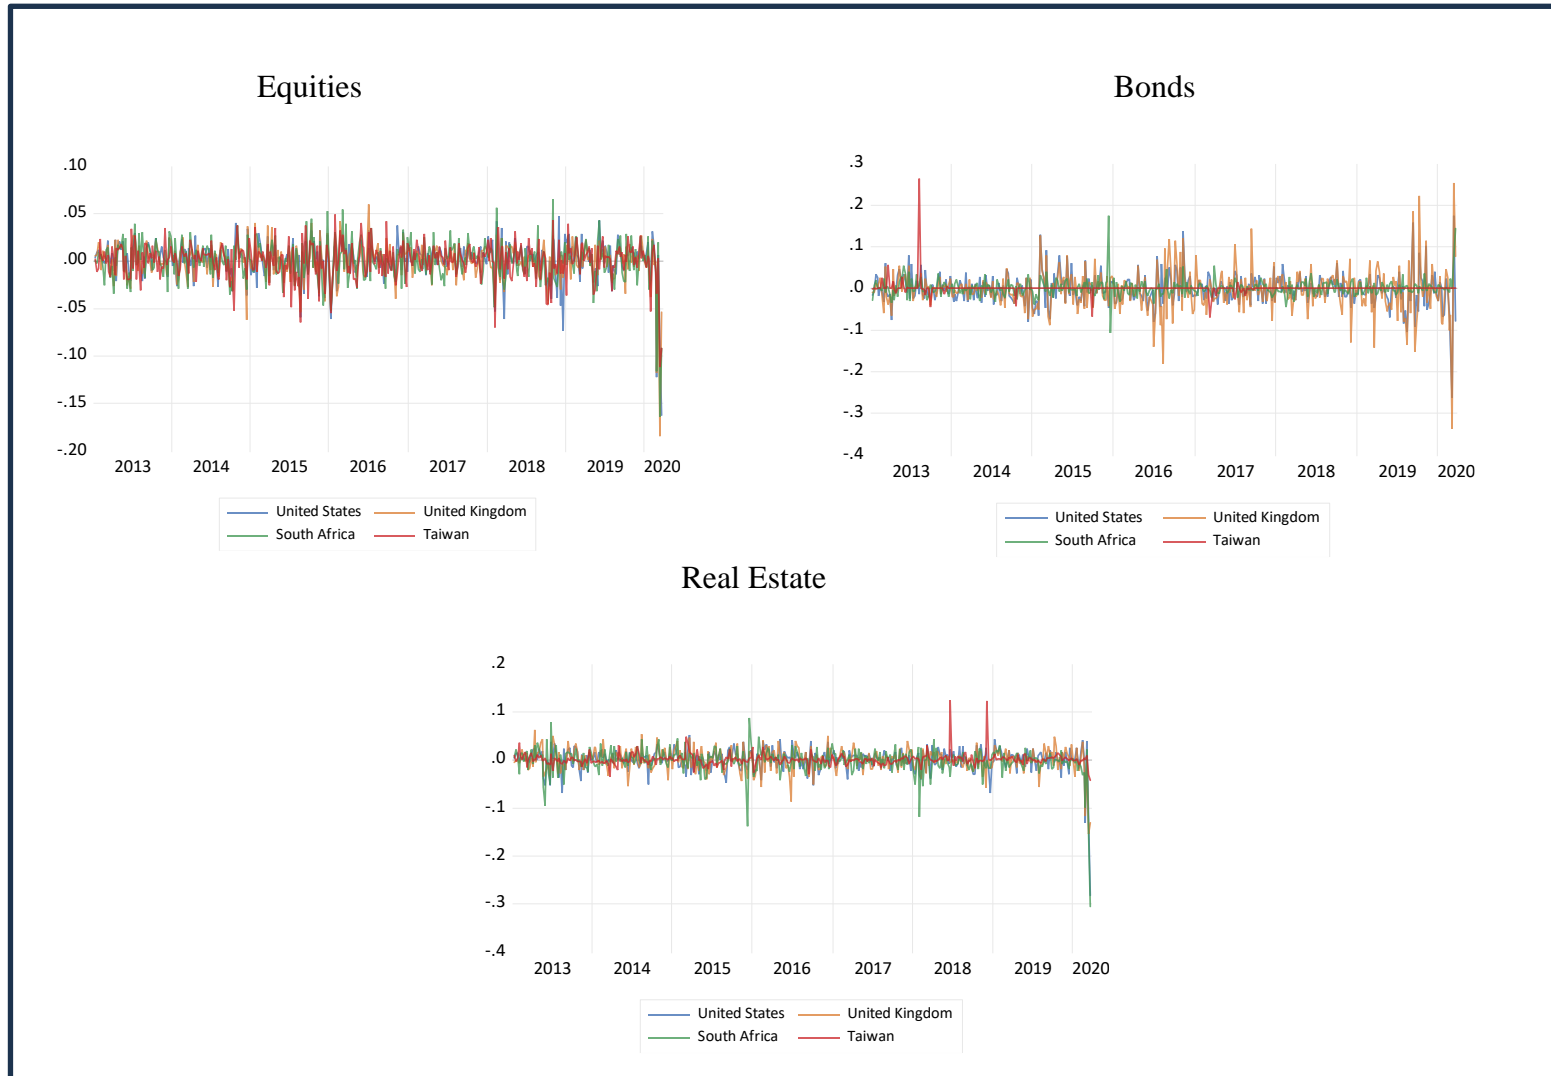 Equities
Bonds
.10
.05
.00
-.05
-.10
-.15
-.20
2013 2014 2015 2016 2017 2018 2019 2020
United States United Kingdom
South Africa Taiwan
.3
.2
.1
.0
-.1
-.2
-.3
-.4
2013 2014 2015 2016 2017 2018 2019 2020
United States United Kingdom
South Africa Taiwan
Real Estate
.2
.1
.0
-.1
-.2
-.3
-.4
2013 2014 2015 2016 2017 2018 2019 2020
United States United Kingdom
South Africa Taiwan